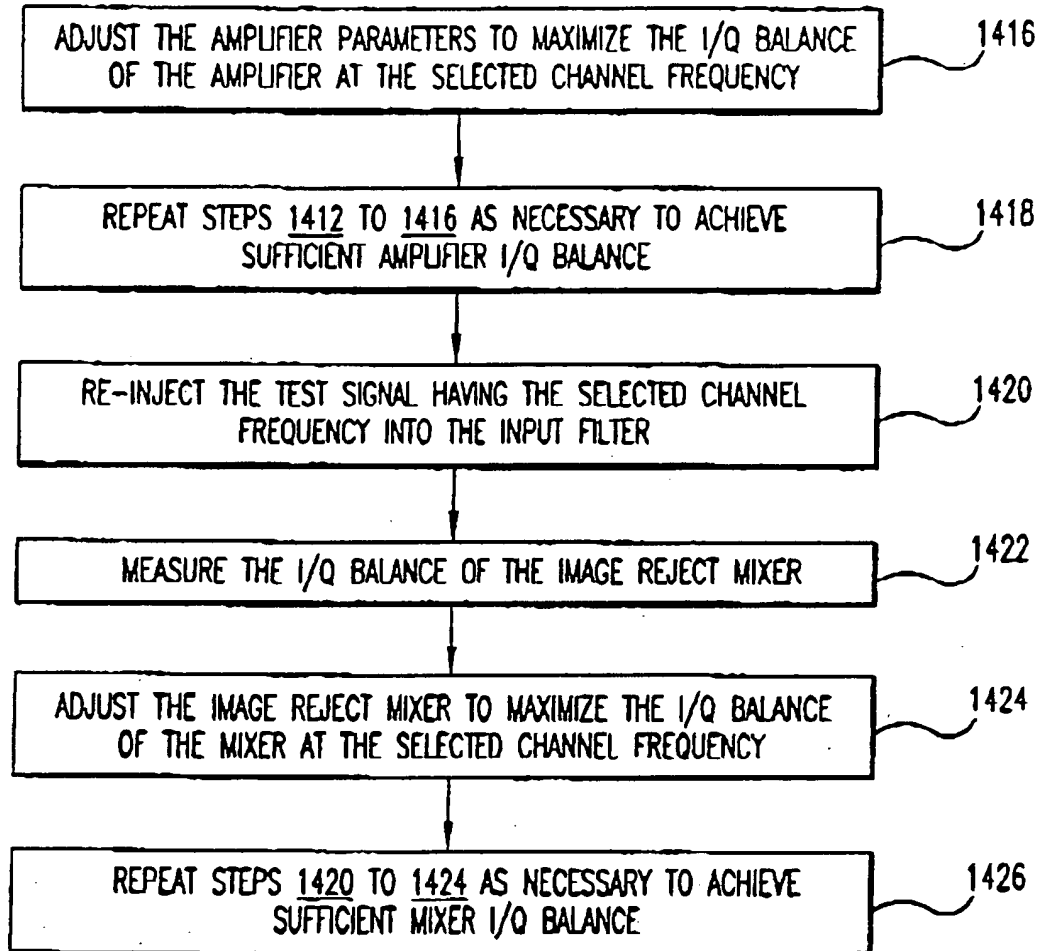 ADJUST THE AMPLIFIER PARAMETERS TO MAXIMIZE THE I/Q BALANCE
OF THE AMPLIFIER AT THE SELECTED CHANNEL FREQUENCY
1416
REPEAT STEPS 1412 TO 1416 AS NECESSARY TO ACHIEVE
SUFFICIENT AMPLIFIER I/Q BALANCE
1418
RE-INJECT THE TEST SIGNAL HAVING THE SELECTED CHANNEL
FREQUENCY INTO THE INPUT FILTER
1420
MEASURE THE I/Q BALANCE OF THE IMAGE REJECT MIXER
1422
ADJUST THE IMAGE REJECT MIXER TO MAXIMIZE THE I/Q BALANCE
OF THE MIXER AT THE SELECTED CHANNEL FREQUENCY
1424
REPEAT STEPS 1420 TO 1424 AS NECESSARY TO ACHIEVE
SUFFICIENT MIXER I/Q BALANCE
1426